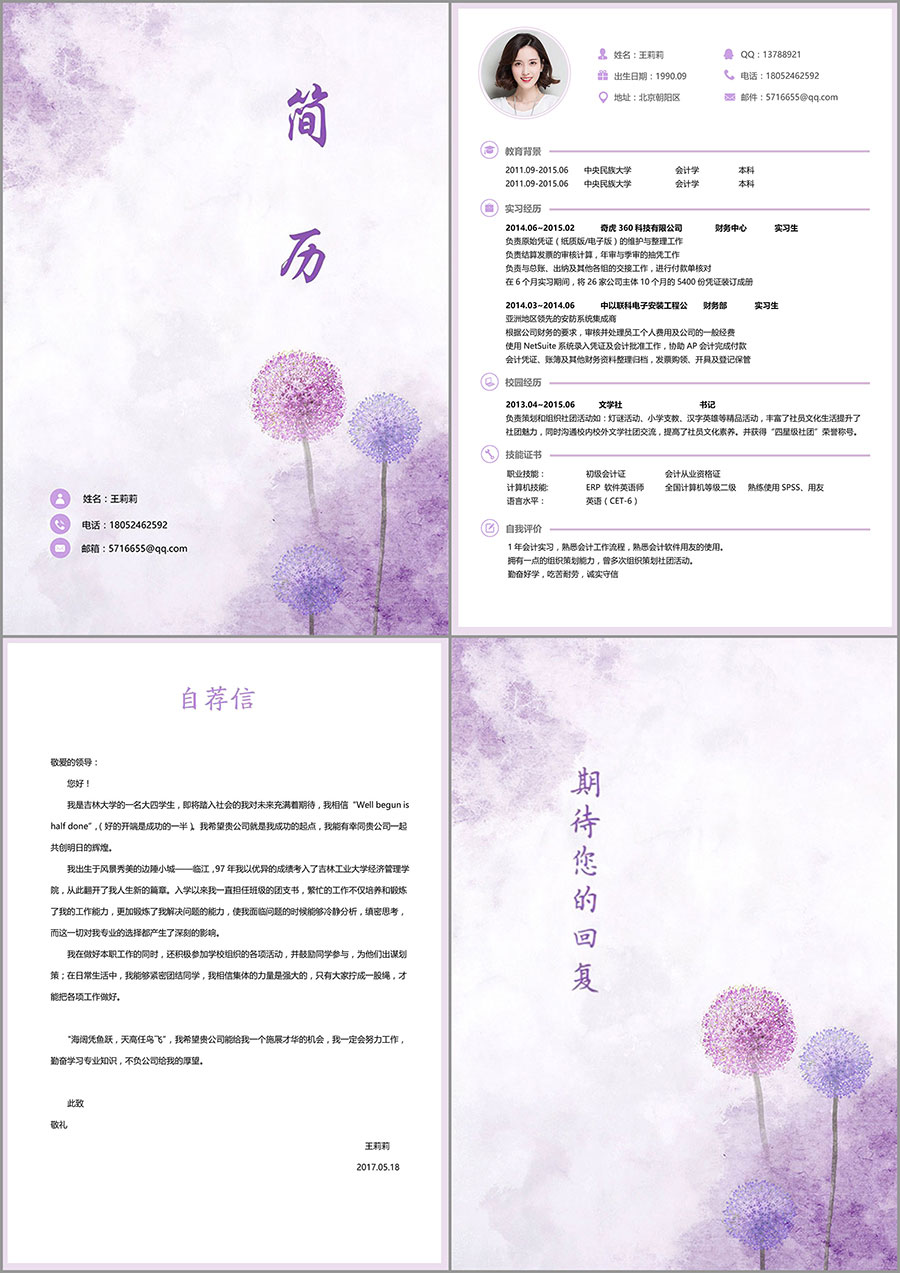 简
历
姓名：王莉莉
电话：18052462592
邮箱：5716655@qq.com
姓名：王莉莉
QQ：13788921
出生日期：1990.09
电话：18052462592
地址：北京朝阳区
邮件：5716655@qq.com
教育背景
2011.09-2015.06 中央民族大学 会计学 本科
2011.09-2015.06 中央民族大学 会计学 本科
实习经历
2014.06~2015.02 奇虎 360 科技有限公司 财务中心 实习生
负责原始凭证（纸质版/电子版）的维护与整理工作
负责结算发票的审核计算，年审与季审的抽凭工作
负责与总账、出纳及其他各组的交接工作，进行付款单核对
在 6 个月实习期间，将 26 家公司主体 10 个月的 5400 份凭证装订成册
2014.03~2014.06 中以联科电子安装工程公 财务部 实习生
亚洲地区领先的安防系统集成商
根据公司财务的要求，审核并处理员工个人费用及公司的一般经费
使用 NetSuite 系统录入凭证及会计批准工作，协助 AP 会计完成付款
会计凭证、账簿及其他财务资料整理归档，发票购领、开具及登记保管
校园经历
2013.04~2015.06 文学社 书记
负责策划和组织社团活动如：灯谜活动、小学支教、汉字英雄等精品活动，丰富了社员文化生活提升了
社团魅力，同时沟通校内校外文学社团交流，提高了社员文化素养。并获得“四星级社团”荣誉称号。
技能证书
职业技能： 初级会计证 会计从业资格证
计算机技能: ERP 软件英语师 全国计算机等级二级 熟练使用 SPSS、用友
语言水平： 英语（CET-6）
自我评价
1 年会计实习，熟悉会计工作流程，熟悉会计软件用友的使用。
拥有一点的组织策划能力，曾多次组织策划社团活动。
勤奋好学，吃苦耐劳，诚实守信
自荐信
敬爱的领导：
您好！
我是吉林大学的一名大四学生，即将踏入社会的我对未来充满着期待，我相信“Well begun is
half done”，（好的开端是成功的一半）。我希望贵公司就是我成功的起点，我能有幸同贵公司一起
共创明日的辉煌。
我出生于风景秀美的边陲小城——临江，97 年我以优异的成绩考入了吉林工业大学经济管理学
院，从此翻开了我人生新的篇章。入学以来我一直担任班级的团支书，繁忙的工作不仅培养和锻炼
了我的工作能力，更加锻炼了我解决问题的能力，使我面临问题的时候能够冷静分析，缜密思考，
而这一切对我专业的选择都产生了深刻的影响。
我在做好本职工作的同时，还积极参加学校组织的各项活动，并鼓励同学参与，为他们出谋划
策；在日常生活中，我能够紧密团结同学，我相信集体的力量是强大的，只有大家拧成一股绳，才
能把各项工作做好。
“海阔凭鱼跃，天高任鸟飞”，我希望贵公司能给我一个施展才华的机会，我一定会努力工作，
勤奋学习专业知识，不负公司给我的厚望。
此致
敬礼
王莉莉
2017.05.18
期
待
您
的
回
复